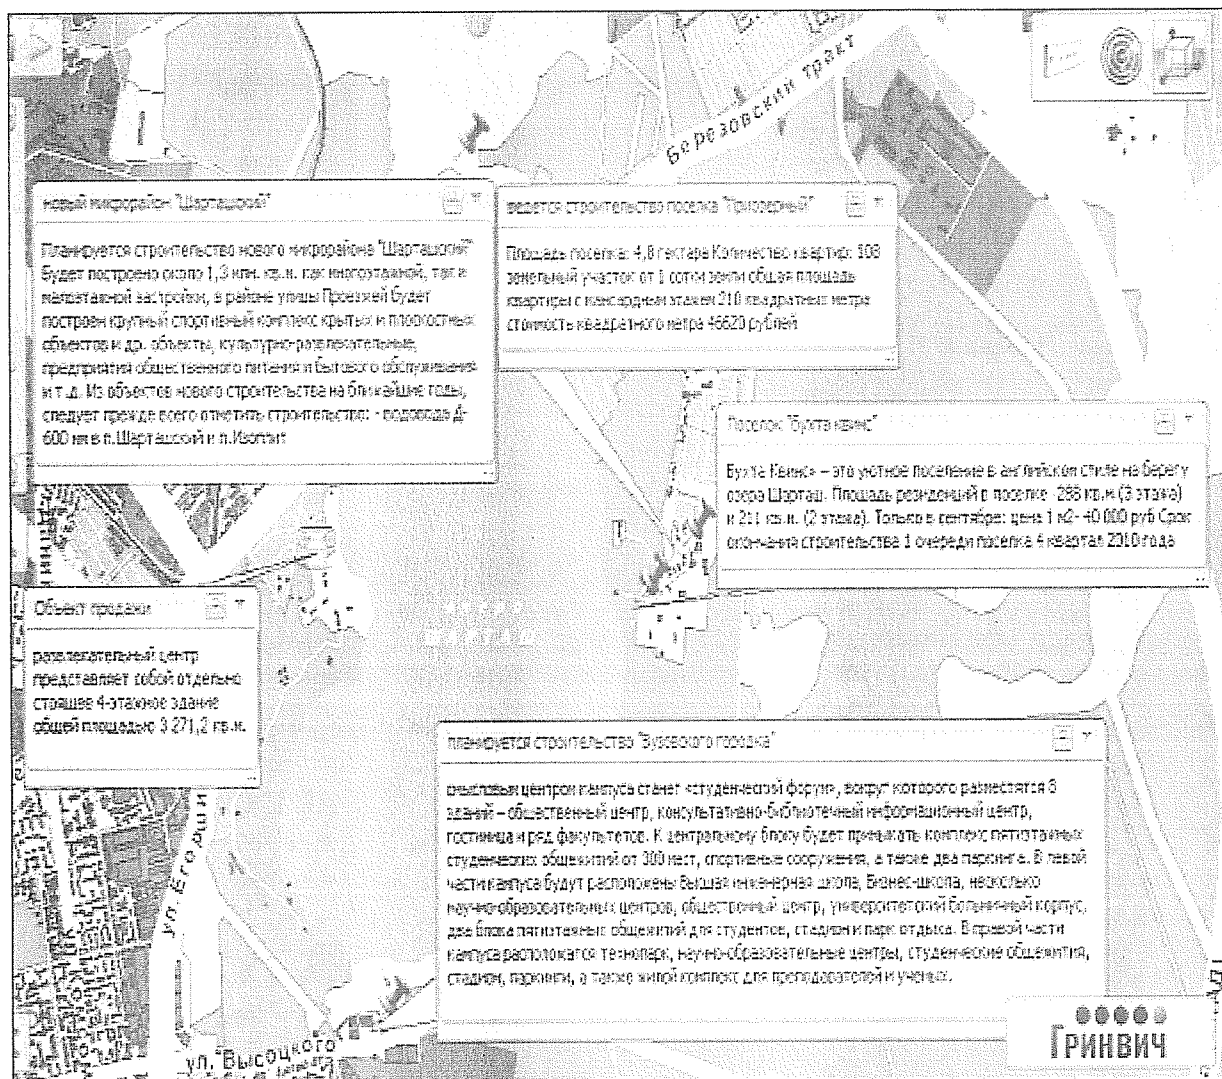 Березовский тракт
новый микрорайон "Шарташский"
Планируется строительство нового микрорайона "Шарташский"
Будет построено около 1,3 млн. кв.м. как многоэтажной, так и
малоэтажной застройки, в районе улицы Проезжей будет
построен крупный спортивный комплекс крытых и плоскостных
объектов и др. объекты, культурно-развлекательные,
предприятия общественного питания и бытового обслуживания
и т.д. Из объектов нового строительства на ближайшие годы,
следует прежде всего отметить строительство: - водовода Д-
600 мм в п.Шарташский и п.Изоплит
ведется строительство поселка "Приозерный"
Площадь поселка: 4,8 гектара Количество квартир: 108
земельный участок от 1 сотки земли общая площадь
квартиры с мансардным этажем 210 квадратных метра
стоимость квадратного метра 46620 рублей
Поселок "Бухта квинс"
Бухта Квинс» – это уютное поселение в английском стиле на берегу
озера Шарташ. Площадь резиденций в поселке -288 кв.м (3 этажа)
и 211 кв.м. (2 этажа). Только в сентябре: цена 1 м2- 40 000 руб Срок
окончания строительства 1 очереди поселка 4 квартал 2010 года
Объект продажи
развлекательный центр
представляет собой отдельно
стоящее 4-этажное здание
общей площадью 3 271,2 кв.м.
планируется строительство "Вузовского городка"
смысловым центром кампуса станет «студенческий форум», вокруг которого разместятся 8
зданий – общественный центр, консультативно-библиотечный информационный центр,
гостиница и ряд факультетов. К центральному блоку будет примыкать комплекс пятиэтажных
студенческих общежитий от 300 мест, спортивные сооружения, а также два паркинга. В левой
части кампуса будут расположены Высшая инженерная школа, Бизнес-школа, несколько
научно-образовательных центров, общественный центр, университетский больничный корпус,
два блока пятиэтажных общежитий для студентов, стадион и парк отдыха. В правой части
кампуса расположатся технопарк, научно-образовательные центры, студенческие общежития,
стадион, паркинги, а также жилой комплекс для преподавателей и ученых.
ул. Высоцкого
ГРИНВИЧ